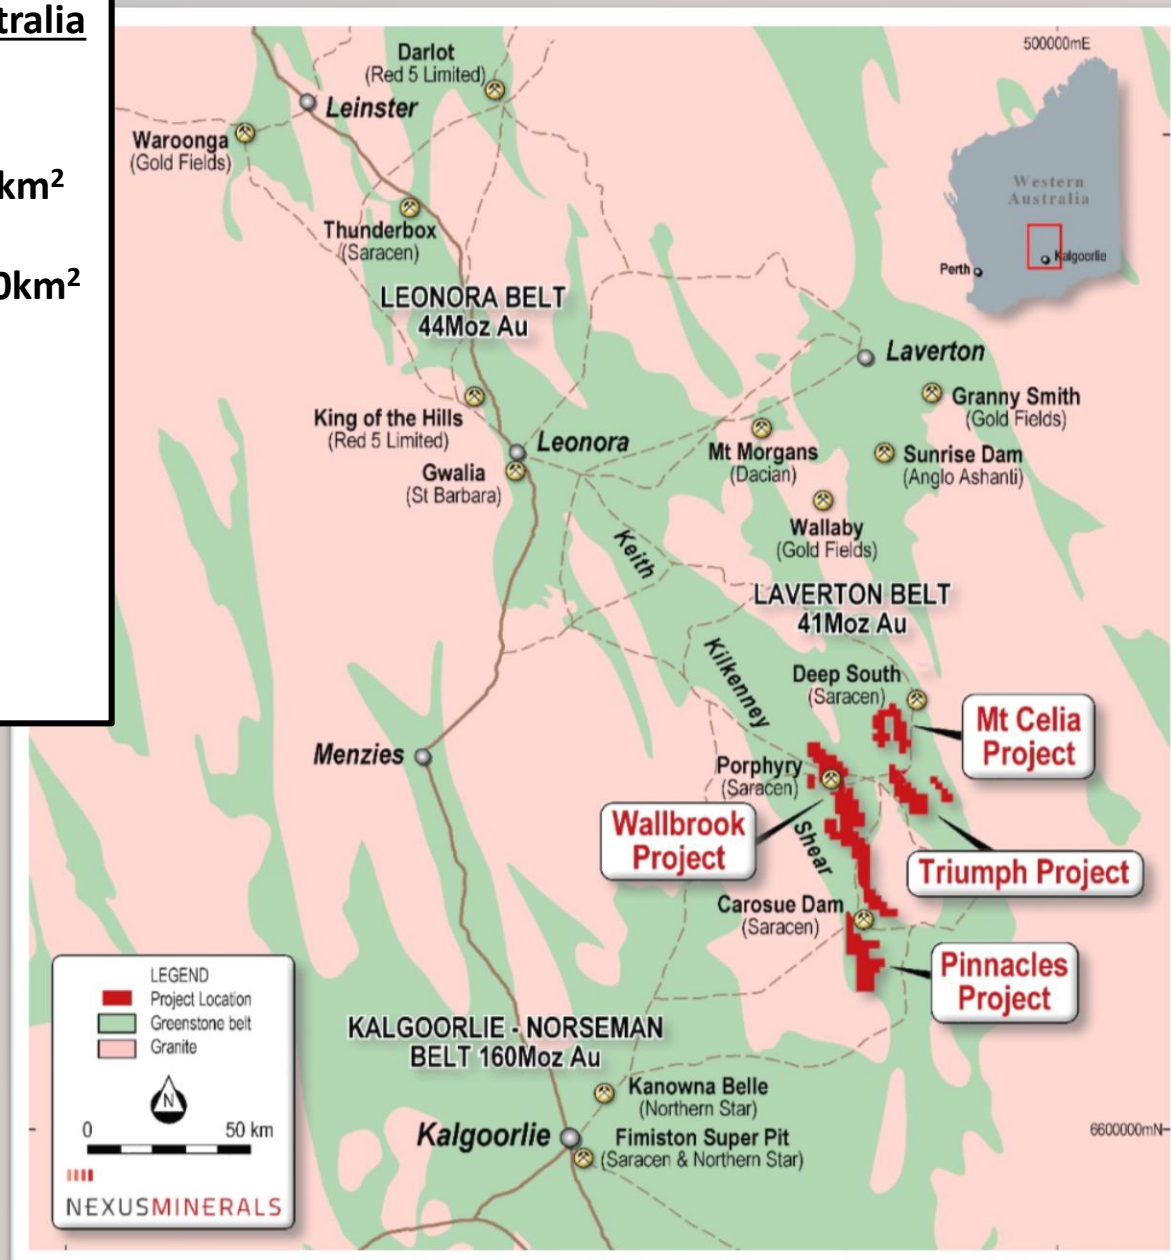 tralia
km²
0km²
500000mE
Darlot
(Red 5 Limited)
Leinster
Waroonga
(Gold Fields)
Thunderbox
(Saracen)
Western
Australia
Perth
Kalgoorlie
LEONORA BELT
44Moz Au
Laverton
Granny Smith
(Gold Fields)
King of the Hills
(Red 5 Limited)
Leonora
Gwalia
(St Barbara)
Mt Morgans
(Dacian)
Sunrise Dam
(Anglo Ashanti)
Wallaby
(Gold Fields)
Keith
LAVERTON BELT
41Moz Au
Kilkenny
Deep South
(Saracen)
Mt Celia
Project
Menzies
Porphyry
(Saracen)
Wallbrook
Project
Shear
Triumph Project
Carosue Dam
(Saracen)
Pinnacles
Project
LEGEND
Project Location
Greenstone belt
Granite
N
0 50 km
NEXUSMINERALS
KALGOORLIE - NORSEMAN
BELT 160Moz Au
Kanowna Belle
(Northern Star)
Kalgoorlie
Fimiston Super Pit
(Saracen & Northern Star)
6600000mN